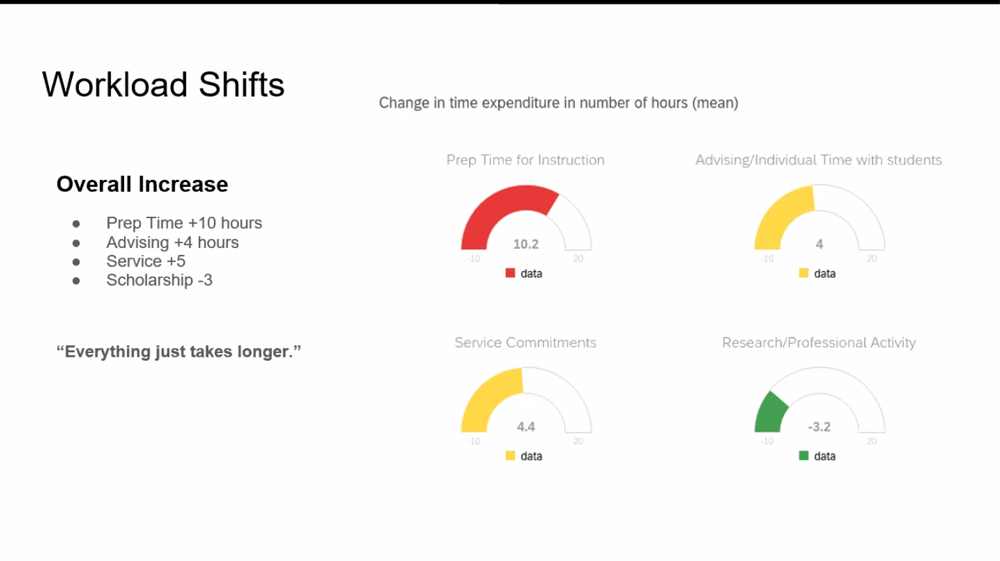 Workload Shifts
Overall Increase
● Prep Time +10 hours
● Advising +4 hours
● Service +5
● Scholarship -3
“Everything just takes longer.”
Change in time expenditure in number of hours (mean)
Prep Time for Instruction
10.2
-10
20
data
Advising/Individual Time with students
4
-10
20
data
Service Commitments
4.4
-10
20
data
Research/Professional Activity
-3.2
-10
20
data